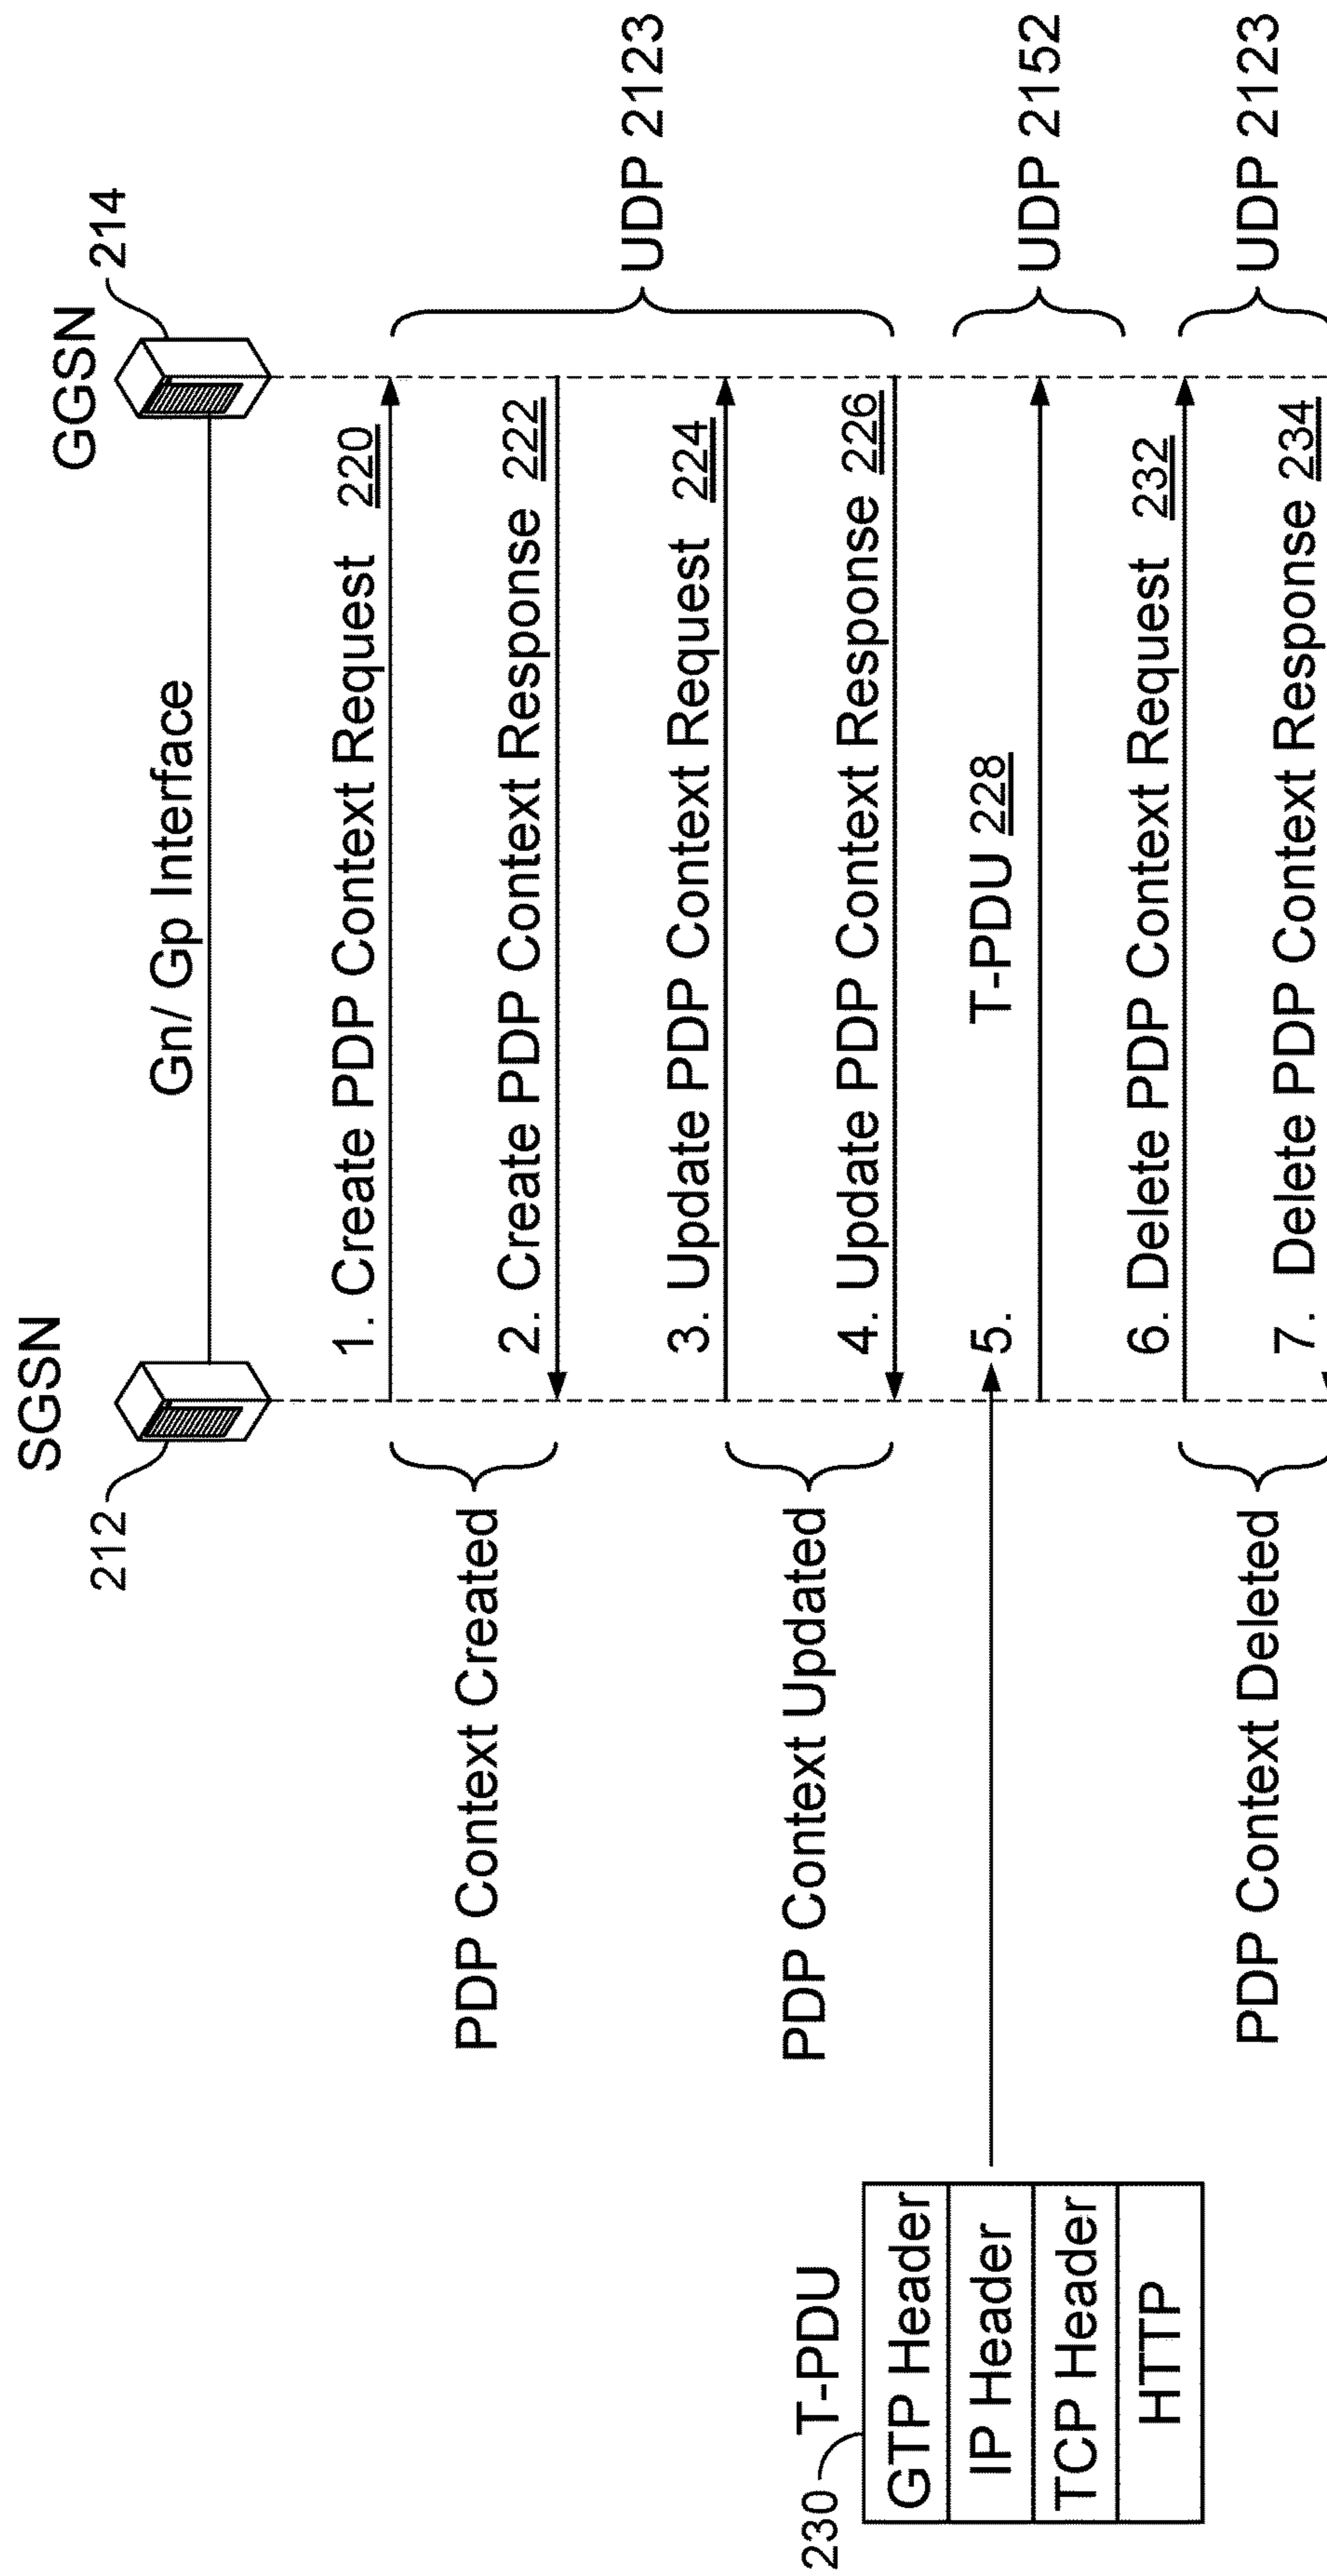 SGSN
GGSN
212
214
Gn/ Gp Interface
1. Create PDP Context Request 220
2. Create PDP Context Response 222
PDP Context Created
UDP 2123
3. Update PDP Context Request 224
4. Update PDP Context Response 226
PDP Context Updated
T-PDU
230
GTP Header
IP Header
TCP Header
HTTP
5. T-PDU 228
UDP 2152
6. Delete PDP Context Request 232
7. Delete PDP Context Response 234
PDP Context Deleted
UDP 2123